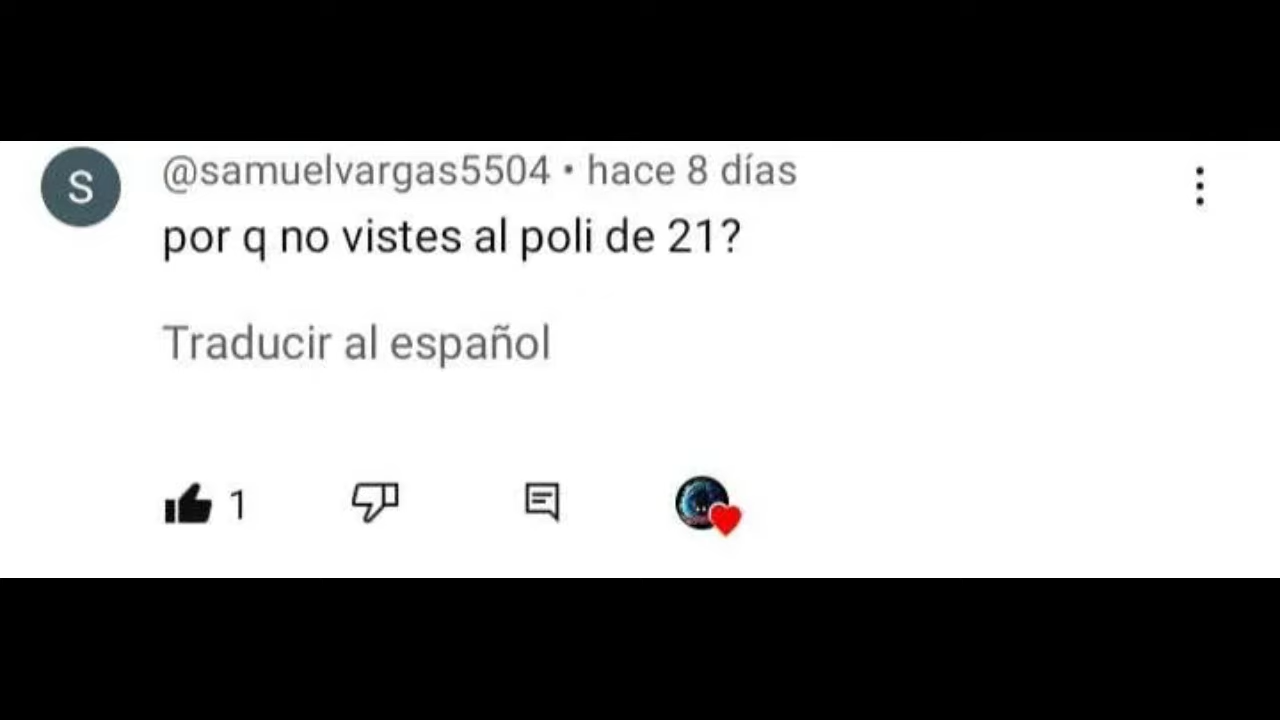 S
@samuelvargas5504 • hace 8 días
por q no vistes al poli de 21?
Traducir al español
1